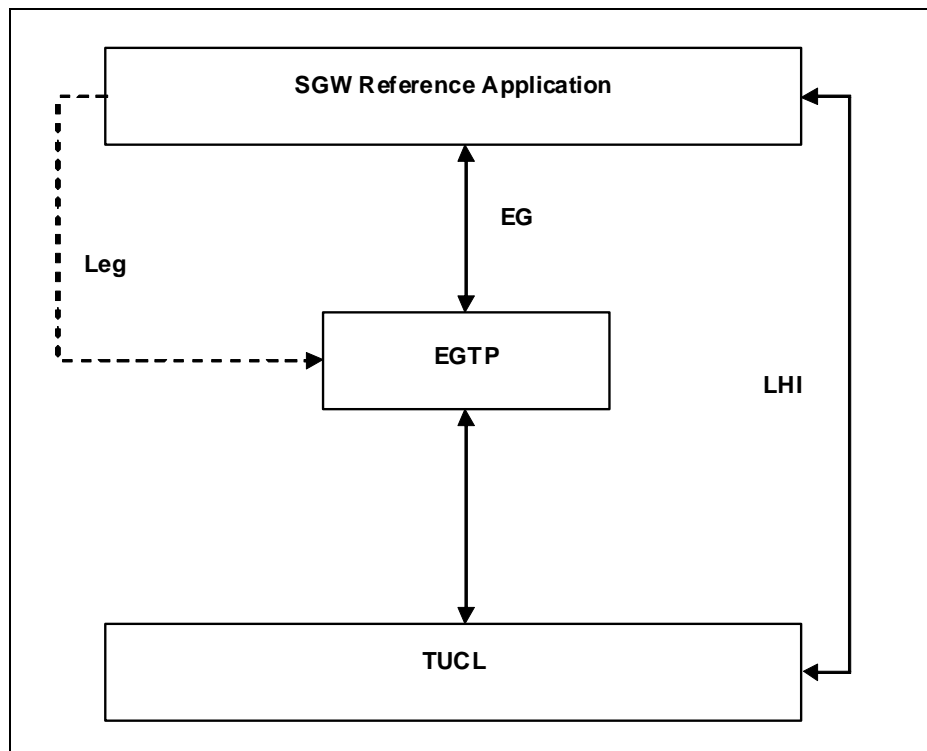 SGW Reference Application
EG
Leg
EGTP
LHI
TUCL